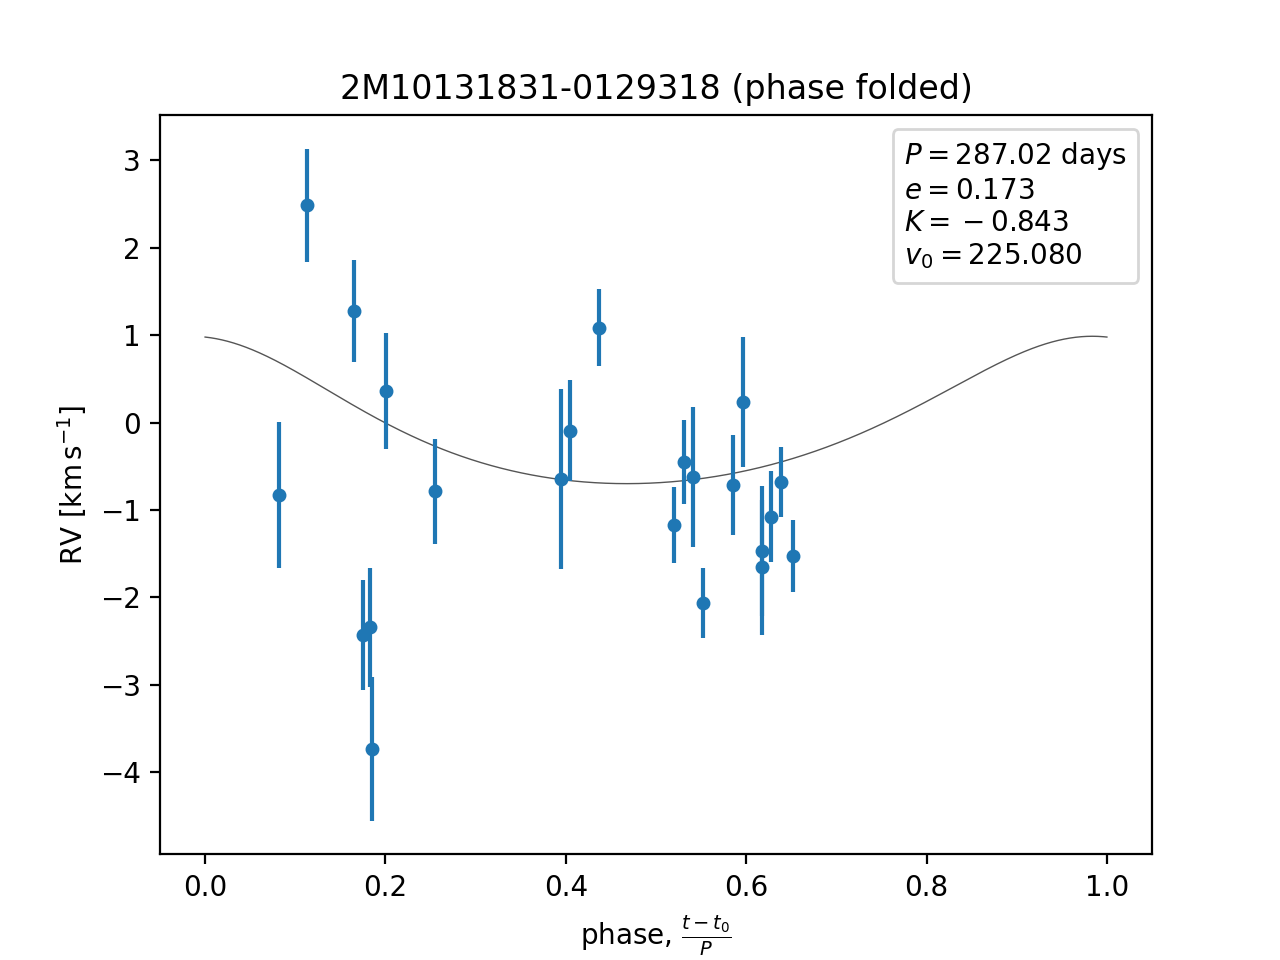 2M10131831-0129318 (phase folded)
P = 287.02 days
e = 0.173
K = −0.843
v₀ = 225.080
3
2
1
0
−1
−2
−3
−4
RV [km s⁻¹]
0.0 0.2 0.4 0.6 0.8 1.0
phase, (t − t₀)/P